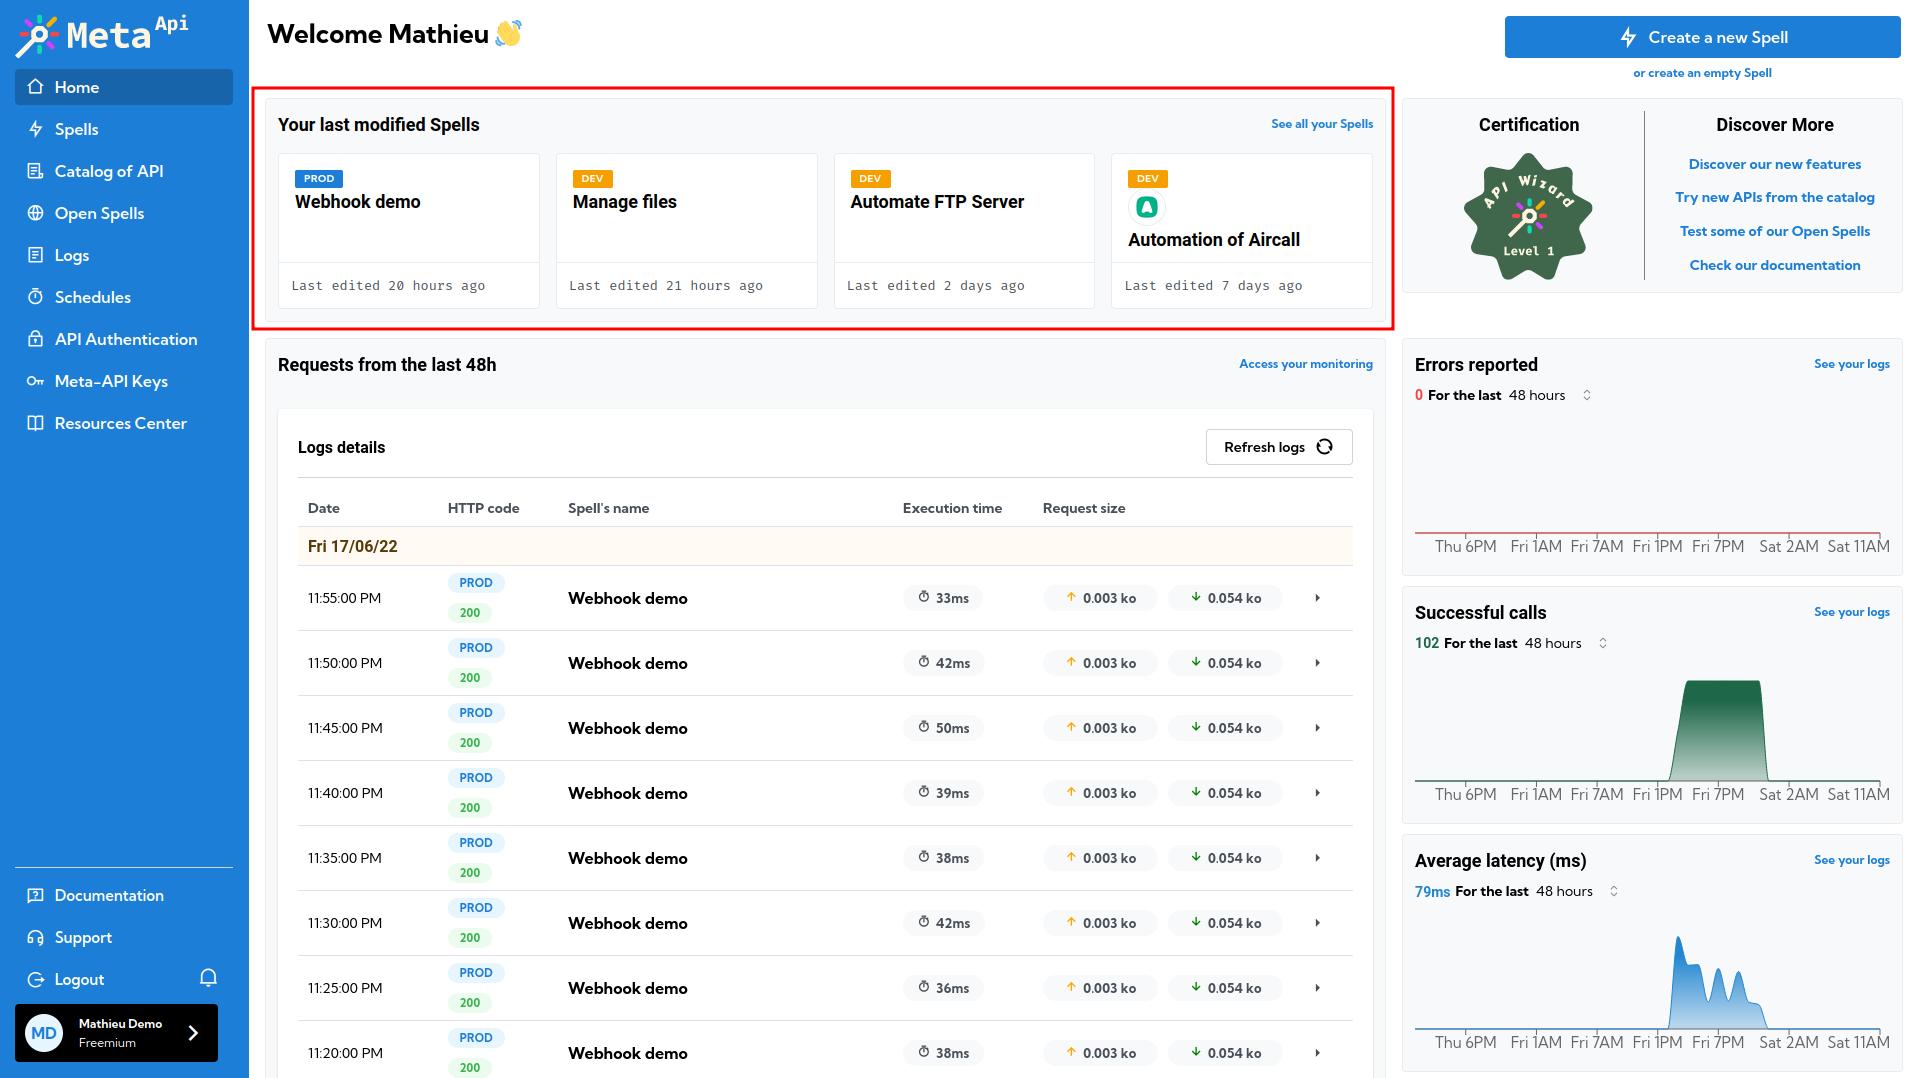 Meta Api
Home
Spells
Catalog of API
Open Spells
Logs
Schedules
API Authentication
Meta-API Keys
Resources Center
Documentation
Support
Logout
MD
Mathieu Demo
Freemium
Welcome Mathieu 👋
Create a new Spell
or create an empty Spell
Your last modified Spells
See all your Spells
PROD
Webhook demo
Last edited 20 hours ago
DEV
Manage files
Last edited 21 hours ago
DEV
Automate FTP Server
Last edited 2 days ago
DEV
Automation of Aircall
Last edited 7 days ago
Certification
API Wizard
Level 1
Discover More
Discover our new features
Try new APIs from the catalog
Test some of our Open Spells
Check our documentation
Requests from the last 48h
Access your monitoring
Logs details
Refresh logs
Date HTTP code Spell's name Execution time Request size
Fri 17/06/22
11:55:00 PM PROD 200 Webhook demo 33ms 0.003 ko 0.054 ko
11:50:00 PM PROD 200 Webhook demo 42ms 0.003 ko 0.054 ko
11:45:00 PM PROD 200 Webhook demo 50ms 0.003 ko 0.054 ko
11:40:00 PM PROD 200 Webhook demo 39ms 0.003 ko 0.054 ko
11:35:00 PM PROD 200 Webhook demo 38ms 0.003 ko 0.054 ko
11:30:00 PM PROD 200 Webhook demo 42ms 0.003 ko 0.054 ko
11:25:00 PM PROD 200 Webhook demo 36ms 0.003 ko 0.054 ko
11:20:00 PM PROD 200 Webhook demo 38ms 0.003 ko 0.054 ko
Errors reported
See your logs
0 For the last 48 hours
Thu 6PM Fri 1AM Fri 7AM Fri 1PM Fri 7PM Sat 2AM Sat 11AM
Successful calls
See your logs
102 For the last 48 hours
Thu 6PM Fri 1AM Fri 7AM Fri 1PM Fri 7PM Sat 2AM Sat 11AM
Average latency (ms)
See your logs
79ms For the last 48 hours
Thu 6PM Fri 1AM Fri 7AM Fri 1PM Fri 7PM Sat 2AM Sat 11AM